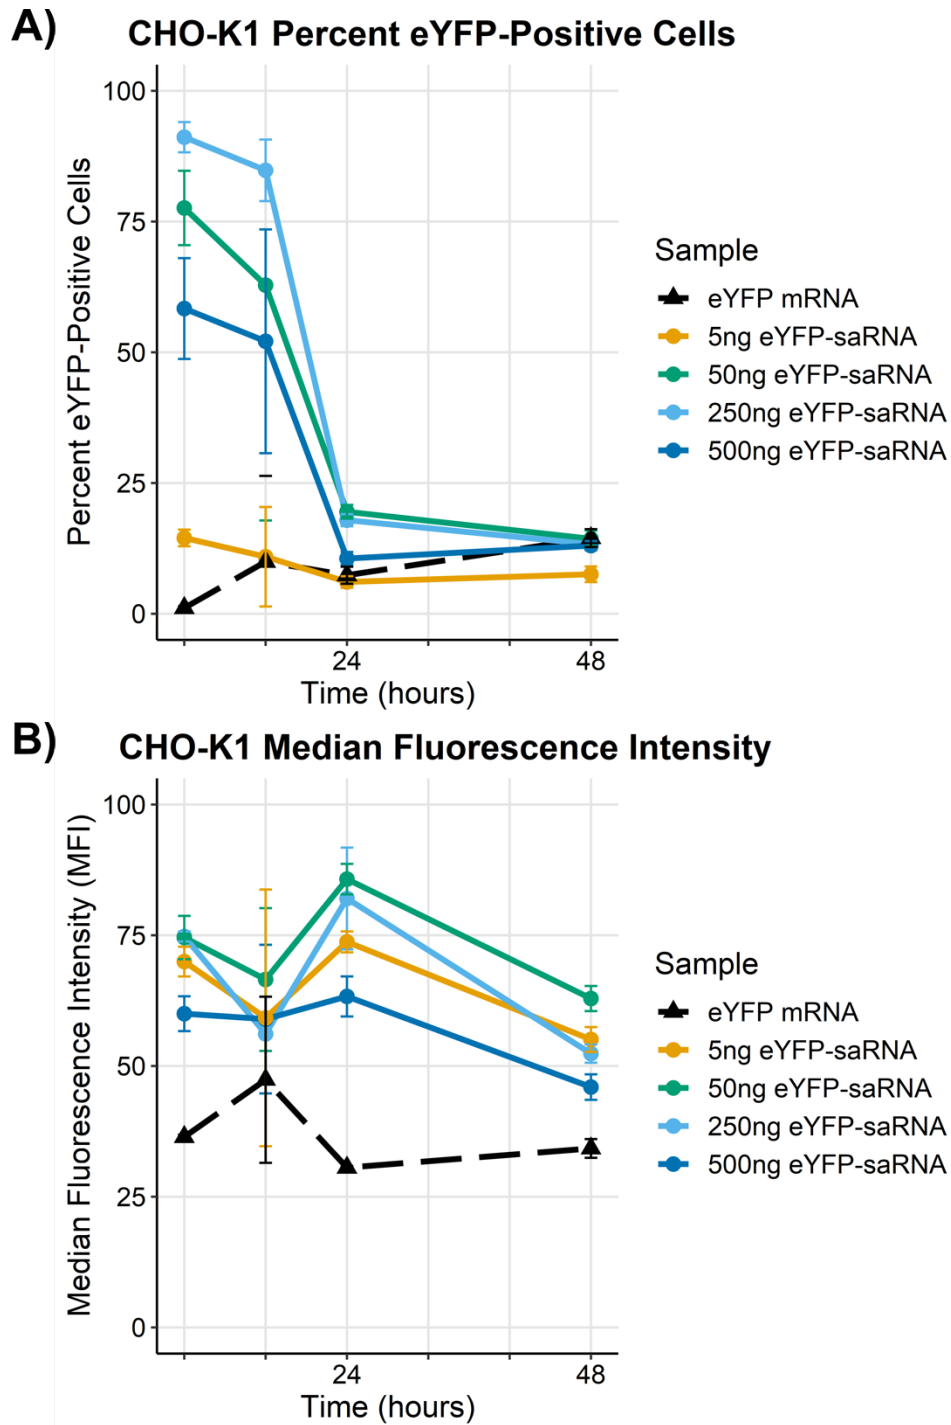 A)
CHO-K1 Percent eYFP-Positive Cells
Percent eYFP-Positive Cells
100
75
50
25
0
24
48
Time (hours)
Sample
eYFP mRNA
5ng eYFP-saRNA
50ng eYFP-saRNA
250ng eYFP-saRNA
500ng eYFP-saRNA
B)
CHO-K1 Median Fluorescence Intensity
Median Fluorescence Intensity (MFI)
100
75
50
25
0
24
48
Time (hours)
Sample
eYFP mRNA
5ng eYFP-saRNA
50ng eYFP-saRNA
250ng eYFP-saRNA
500ng eYFP-saRNA